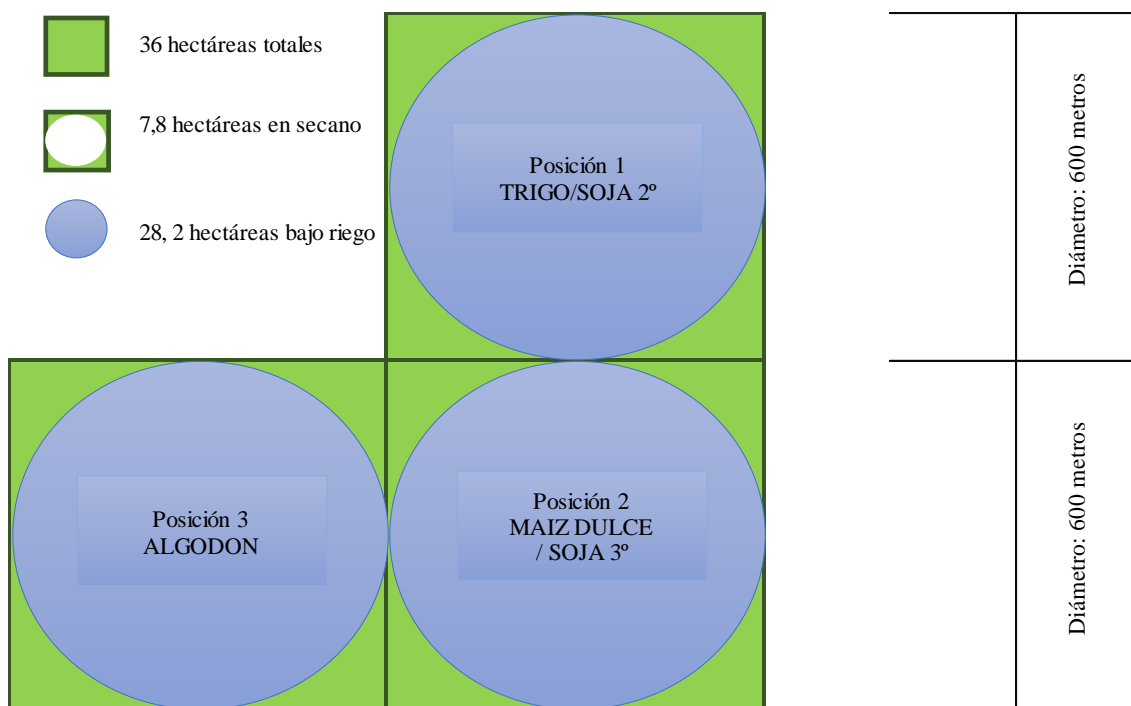 36 hectáreas totales
7,8 hectáreas en secano
28, 2 hectáreas bajo riego
Posición 1
TRIGO/SOJA 2º
Posición 3
ALGODON
Posición 2
MAIZ DULCE
/ SOJA 3º
Diámetro: 600 metros
Diámetro: 600 metros